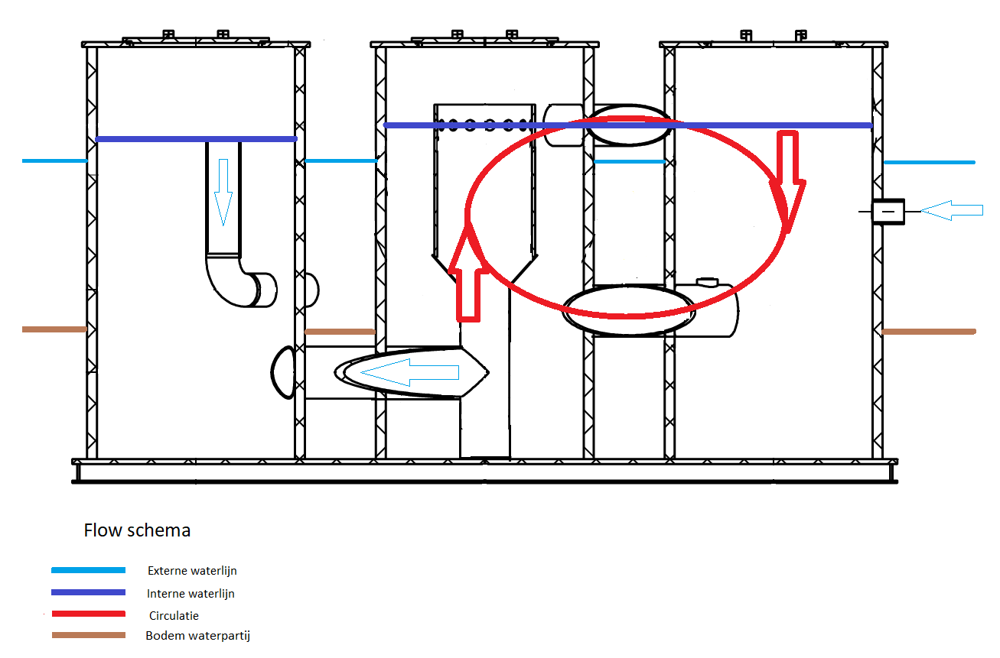 Flow schema
Externe waterlijn
Interne waterlijn
Circulatie
Bodem waterpartij